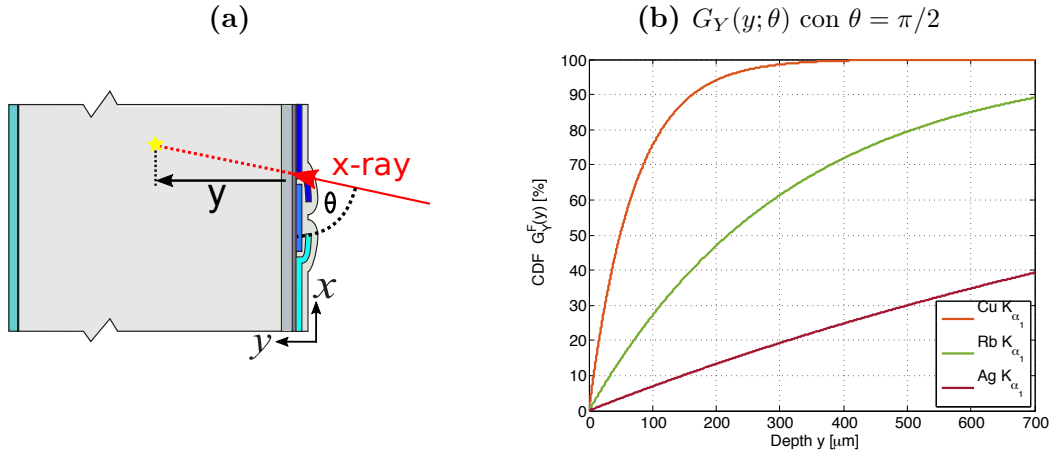 (a)
x-ray
y
θ
x
y
(b) G_Y(y; θ) con θ = π/2
CDF G_Y^F(y) [%]
100
90
80
70
60
50
40
30
20
10
0
Cu K_α1
Rb K_α1
Ag K_α1
0 100 200 300 400 500 600 700
Depth y [μm]